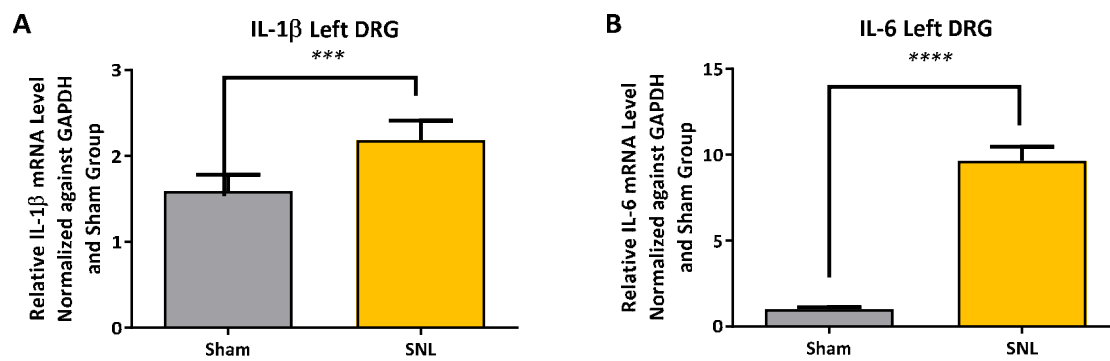 A
IL-1β Left DRG
***
Relative IL-1β mRNA Level
Normalized against GAPDH
and Sham Group
3
2
1
0
Sham
SNL
B
IL-6 Left DRG
****
Relative IL-6 mRNA Level
Normalized against GAPDH
and Sham Group
15
10
5
0
Sham
SNL